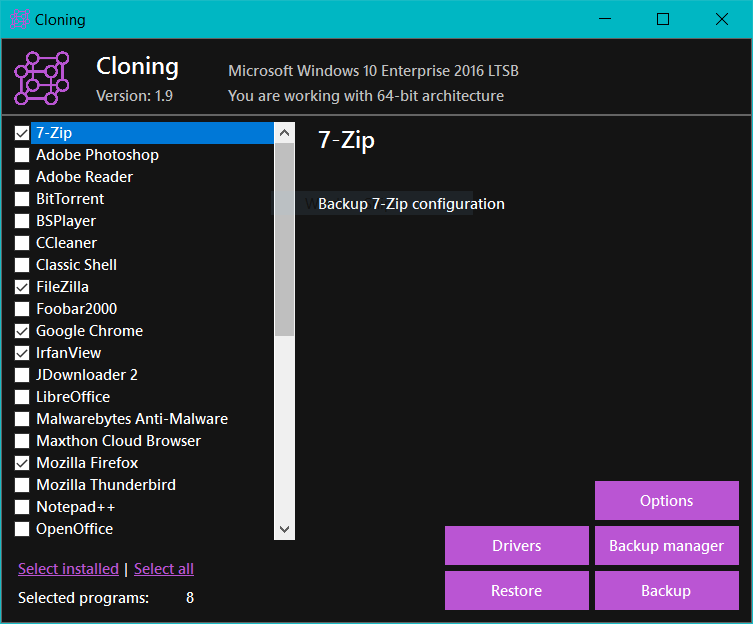 Cloning
Cloning
Version: 1.9
Microsoft Windows 10 Enterprise 2016 LTSB
You are working with 64-bit architecture
7-Zip
Adobe Photoshop
Adobe Reader
BitTorrent
BSPlayer
CCleaner
Classic Shell
FileZilla
Foobar2000
Google Chrome
IrfanView
JDownloader 2
LibreOffice
Malwarebytes Anti-Malware
Maxthon Cloud Browser
Mozilla Firefox
Mozilla Thunderbird
Notepad++
OpenOffice
7-Zip
Backup 7-Zip configuration
Select installed | Select all
Selected programs: 8
Options
Drivers
Backup manager
Restore
Backup